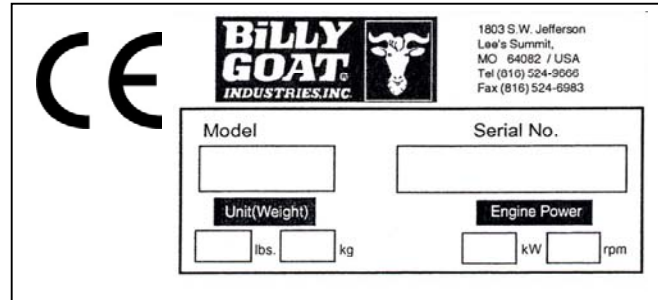 CE
BiLLY
GOAT®
INDUSTRIES,INC.
1803 S.W. Jefferson
Lee's Summit,
MO 64082 / USA
Tel (816) 524-9666
Fax (816) 524-6983
Model
Serial No.
Unit(Weight)
Engine Power
lbs.
kg
kW
rpm